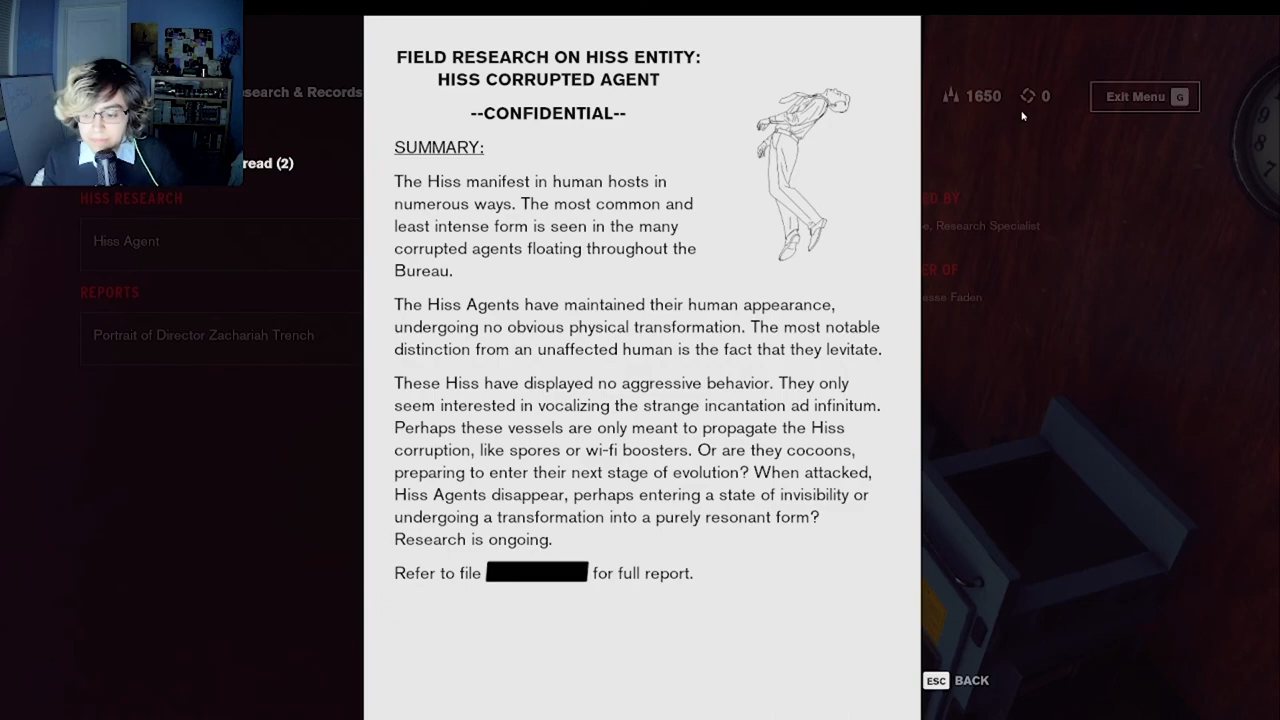 FIELD RESEARCH ON HISS ENTITY:
HISS CORRUPTED AGENT
--CONFIDENTIAL--
SUMMARY:
The Hiss manifest in human hosts in
numerous ways. The most common and
least intense form is seen in the many
corrupted agents floating throughout the
Bureau.
The Hiss Agents have maintained their human appearance,
undergoing no obvious physical transformation. The most notable
distinction from an unaffected human is the fact that they levitate.
These Hiss have displayed no aggressive behavior. They only
seem interested in vocalizing the strange incantation ad infinitum.
Perhaps these vessels are only meant to propagate the Hiss
corruption, like spores or wi-fi boosters. Or are they cocoons,
preparing to enter their next stage of evolution? When attacked,
Hiss Agents disappear, perhaps entering a state of invisibility or
undergoing a transformation into a purely resonant form?
Research is ongoing.
Refer to file for full report.
search & Records
read (2)
HISS RESEARCH
Hiss Agent
REPORTS
Portrait of Director Zachariah Trench
1650 0
Exit Menu G
ED BY
e, Research Specialist
ER OF
esse Faden
9
8
7
ESC BACK